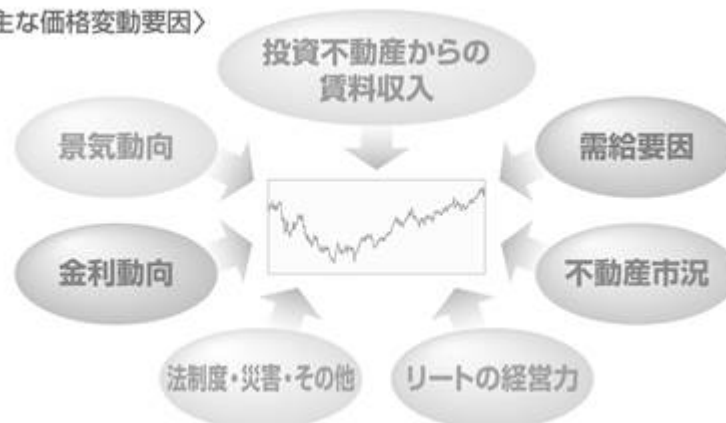 主な価格変動要因〉
投資不動産からの
賃料収入
景気動向
需給要因
金利動向
不動産市況
法制度・災害・その他
リートの経営力